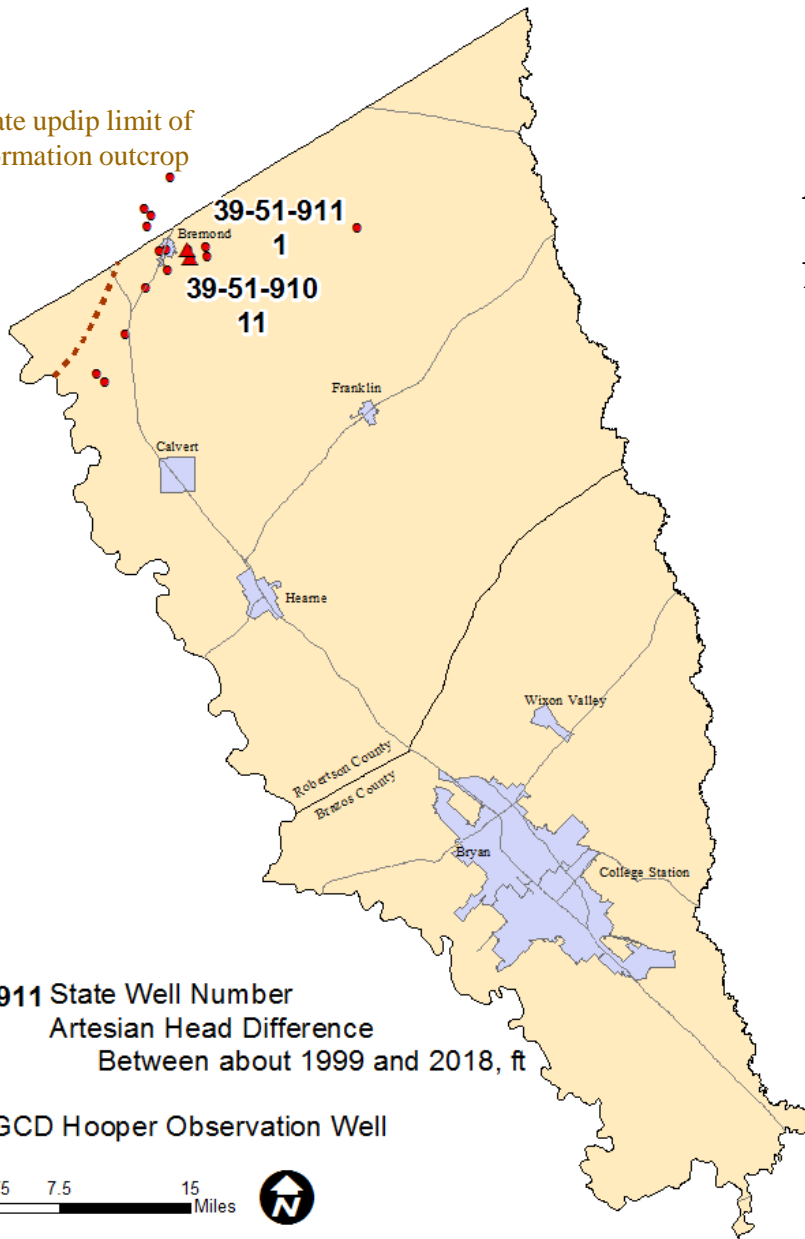 ate updip limit of
ormation outcrop
39-51-911
1
Bremond
39-51-910
11
Franklin
Calvert
Hearne
Wixon Valley
Robertson County
Brazos County
Bryan
College Station
911 State Well Number
Artesian Head Difference
Between about 1999 and 2018, ft
GCD Hooper Observation Well
75 7.5 15
Miles
N